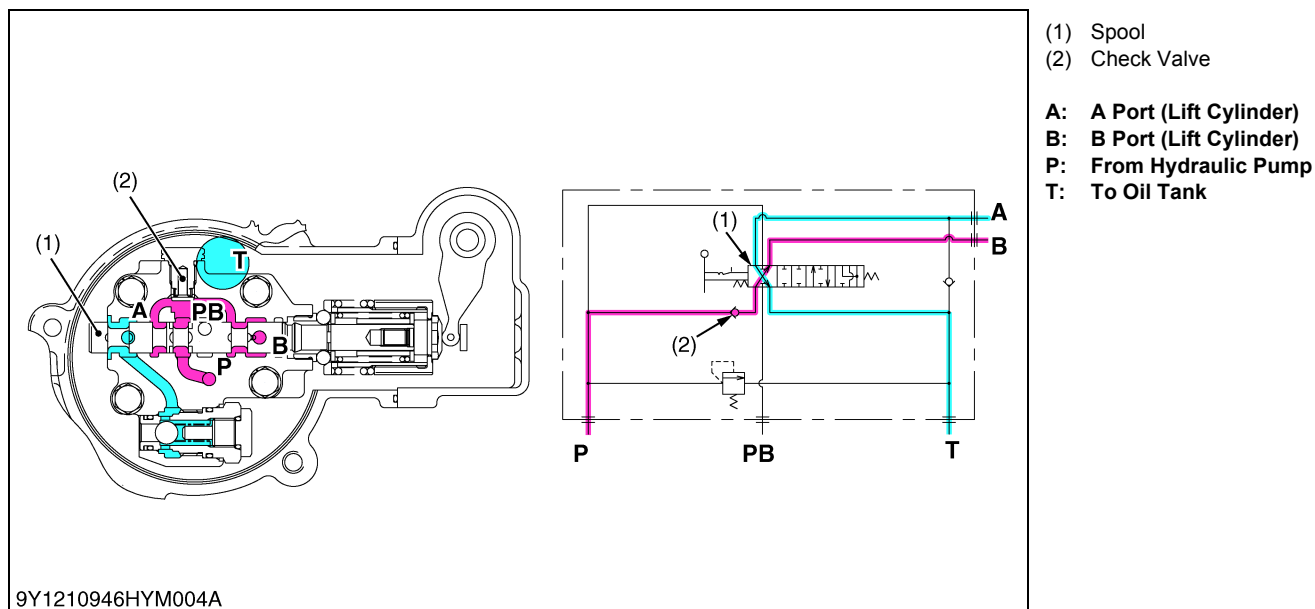 (1) Spool
(2) Check Valve
A: A Port (Lift Cylinder)
B: B Port (Lift Cylinder)
P: From Hydraulic Pump
T: To Oil Tank
(2)
(1)
T
A
PB
B
P
(1)
A
B
(2)
P
PB
T
9Y1210946HYM004A